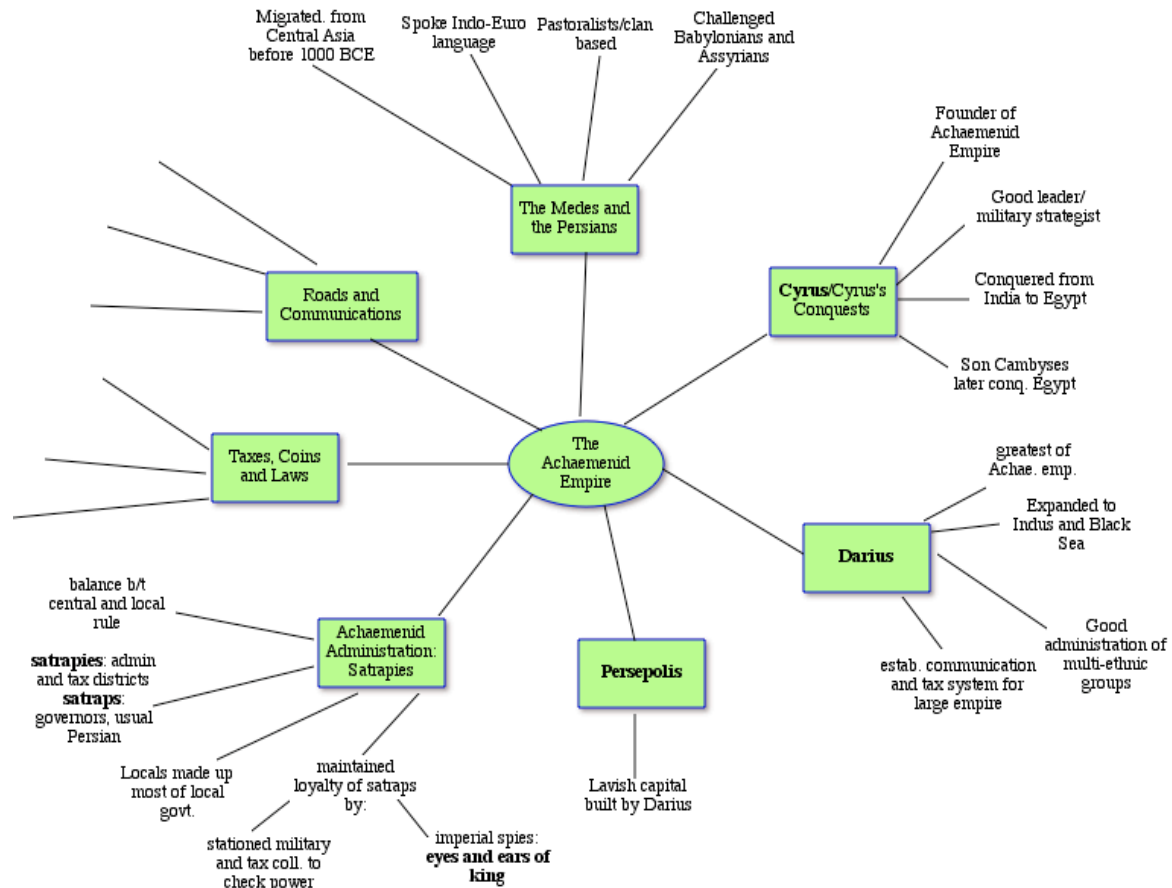 Migrated. from
Central Asia
before 1000 BCE
Spoke Indo-Euro
language
Pastoralists/clan
based
Challenged
Babylonians and
Assyrians
The Medes and
the Persians
Founder of
Achaemenid
Empire
Good leader/
military strategist
Cyrus/Cyrus's
Conquests
Conquered from
India to Egypt
Son Cambyses
later conq. Egypt
Roads and
Communications
Taxes, Coins
and Laws
The
Achaemenid
Empire
greatest of
Achae. emp.
Expanded to
Indus and Black
Sea
Darius
Good
administration of
multi-ethnic
groups
estab. communication
and tax system for
large empire
Persepolis
Lavish capital
built by Darius
Achaemenid
Administration:
Satrapies
balance b/t
central and local
rule
satrapies: admin
and tax districts
satraps:
governors, usual
Persian
Locals made up
most of local
govt.
maintained
loyalty of satraps
by:
stationed military
and tax coll. to
check power
imperial spies:
eyes and ears of
king